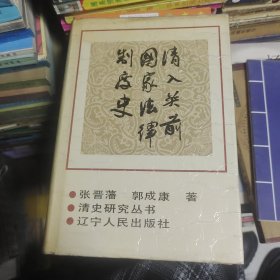 清入关前
国家法律
制度史
张晋藩 郭成康 著
清史研究丛书
辽宁人民出版社